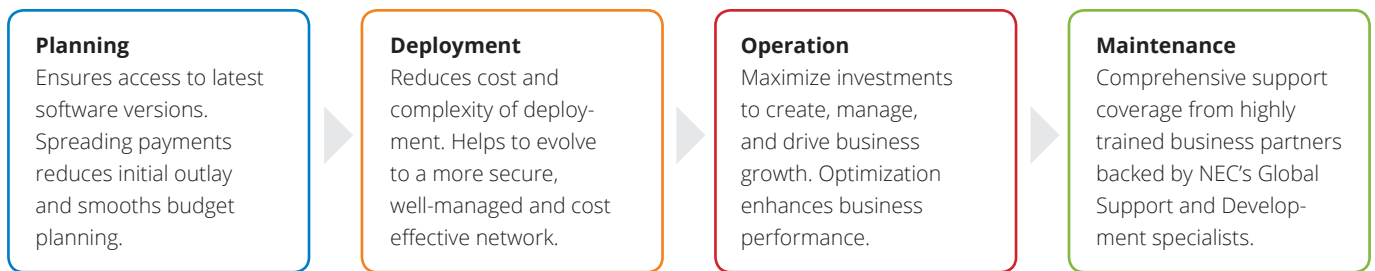 Planning
Ensures access to latest
software versions.
Spreading payments
reduces initial outlay
and smooths budget
planning.
Deployment
Reduces cost and
complexity of deploy-
ment. Helps to evolve
to a more secure,
well-managed and cost
effective network.
Operation
Maximize investments
to create, manage,
and drive business
growth. Optimization
enhances business
performance.
Maintenance
Comprehensive support
coverage from highly
trained business partners
backed by NEC’s Global
Support and Develop-
ment specialists.